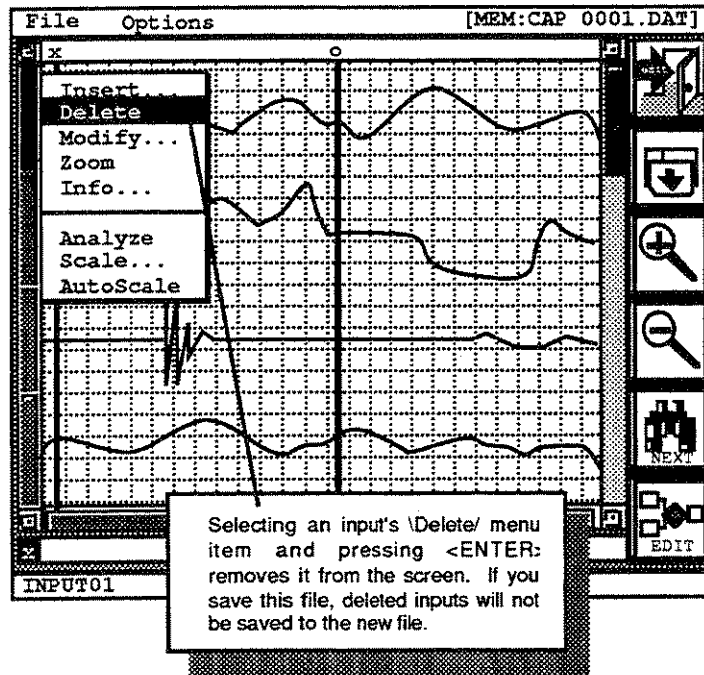 File Options [MEM:CAP 0001.DAT]
x o
Insert...
Delete
Modify...
Zoom
Info...
Analyze
Scale...
AutoScale
NEXT
EDIT
Selecting an input's \Delete/ menu
item and pressing <ENTER>
removes it from the screen. If you
save this file, deleted inputs will not
be saved to the new file.
INPUT01